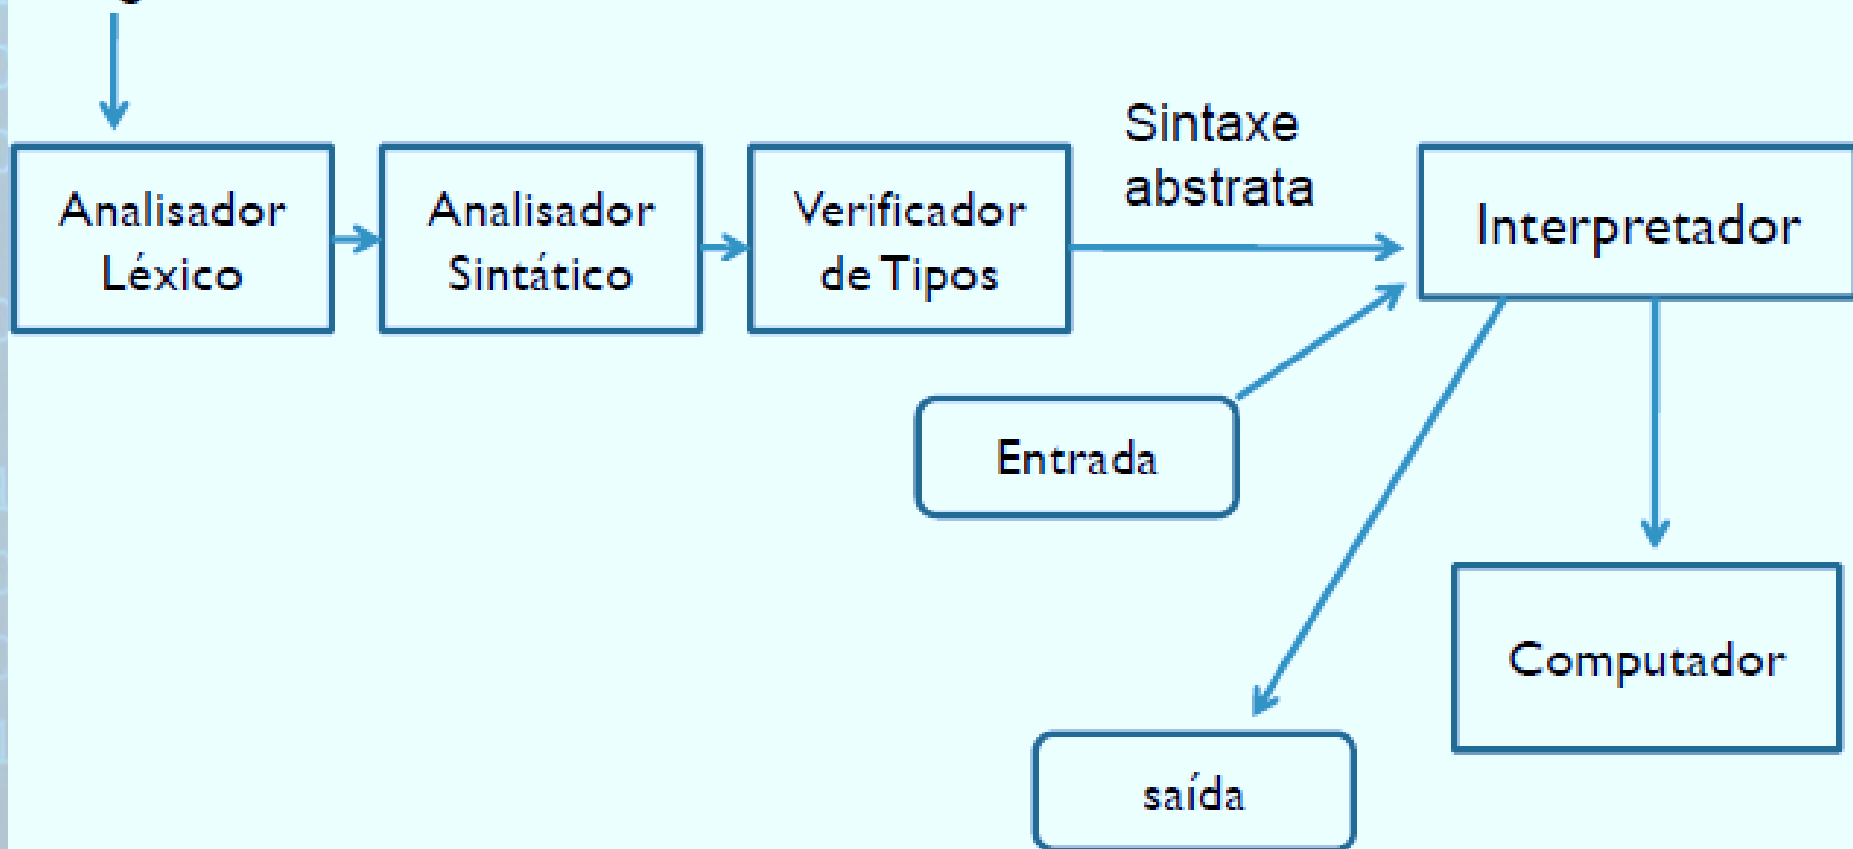 Analisador
Léxico
Analisador
Sintático
Verificador
de Tipos
Sintaxe
abstrata
Interpretador
Entrada
Computador
saída